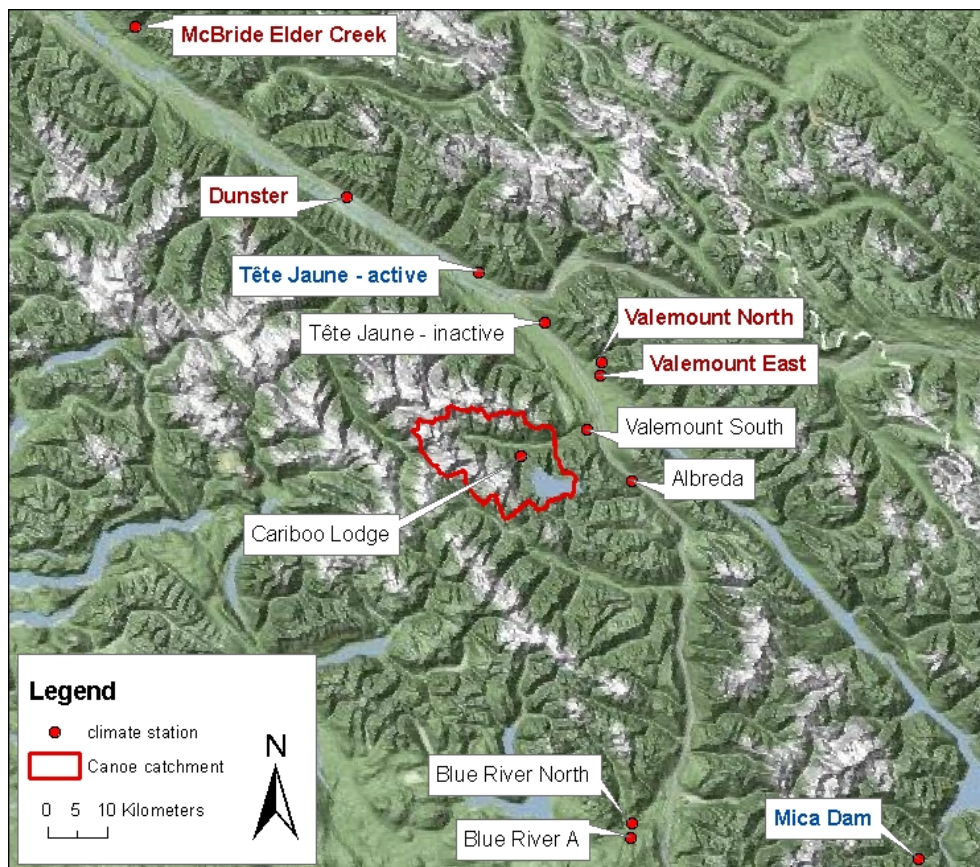 McBride Elder Creek
Dunster
Tête Jaune - active
Tête Jaune - inactive
Valemount North
Valemount East
Valemount South
Albreda
Cariboo Lodge
Blue River North
Blue River A
Mica Dam
Legend
climate station
Canoe catchment
0 5 10 Kilometers
N